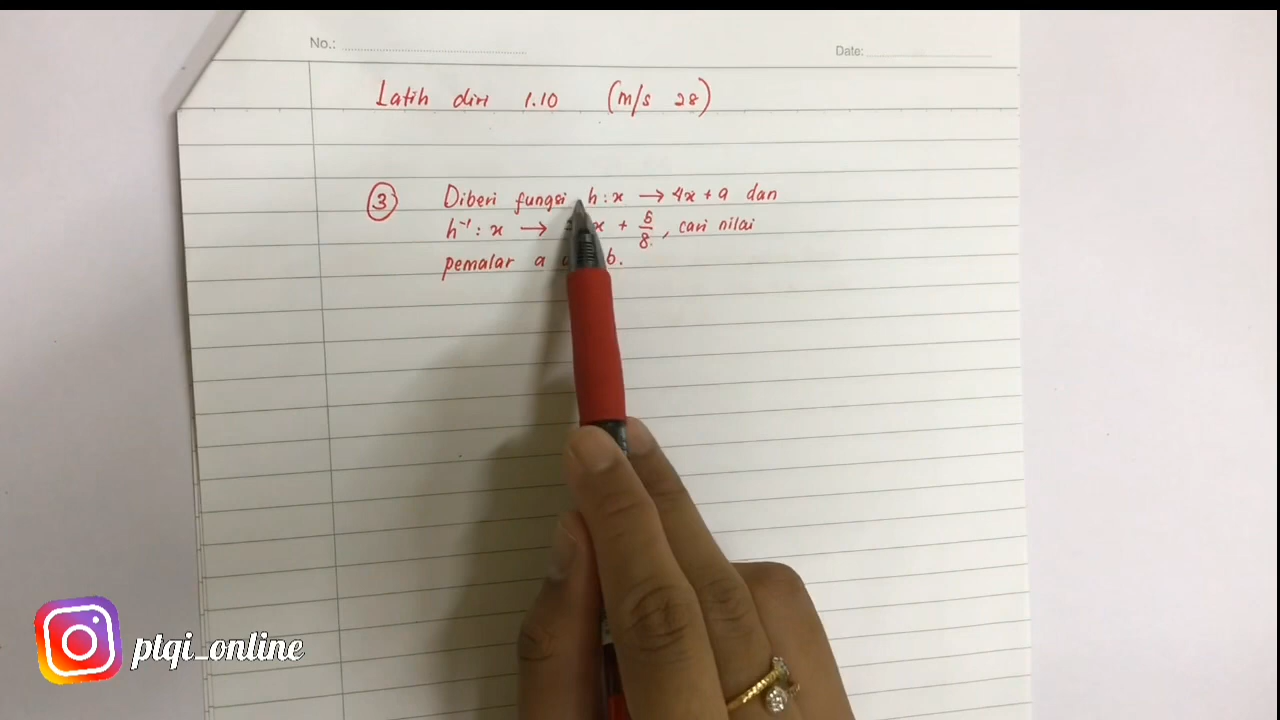 No.:
Date:
Latih diri 1.10 (m/s 28)
3 Diberi fungsi h : x → 4x + a dan
h⁻¹ : x → x + 5/8, cari nilai
pemalar a b.
ptqi_online